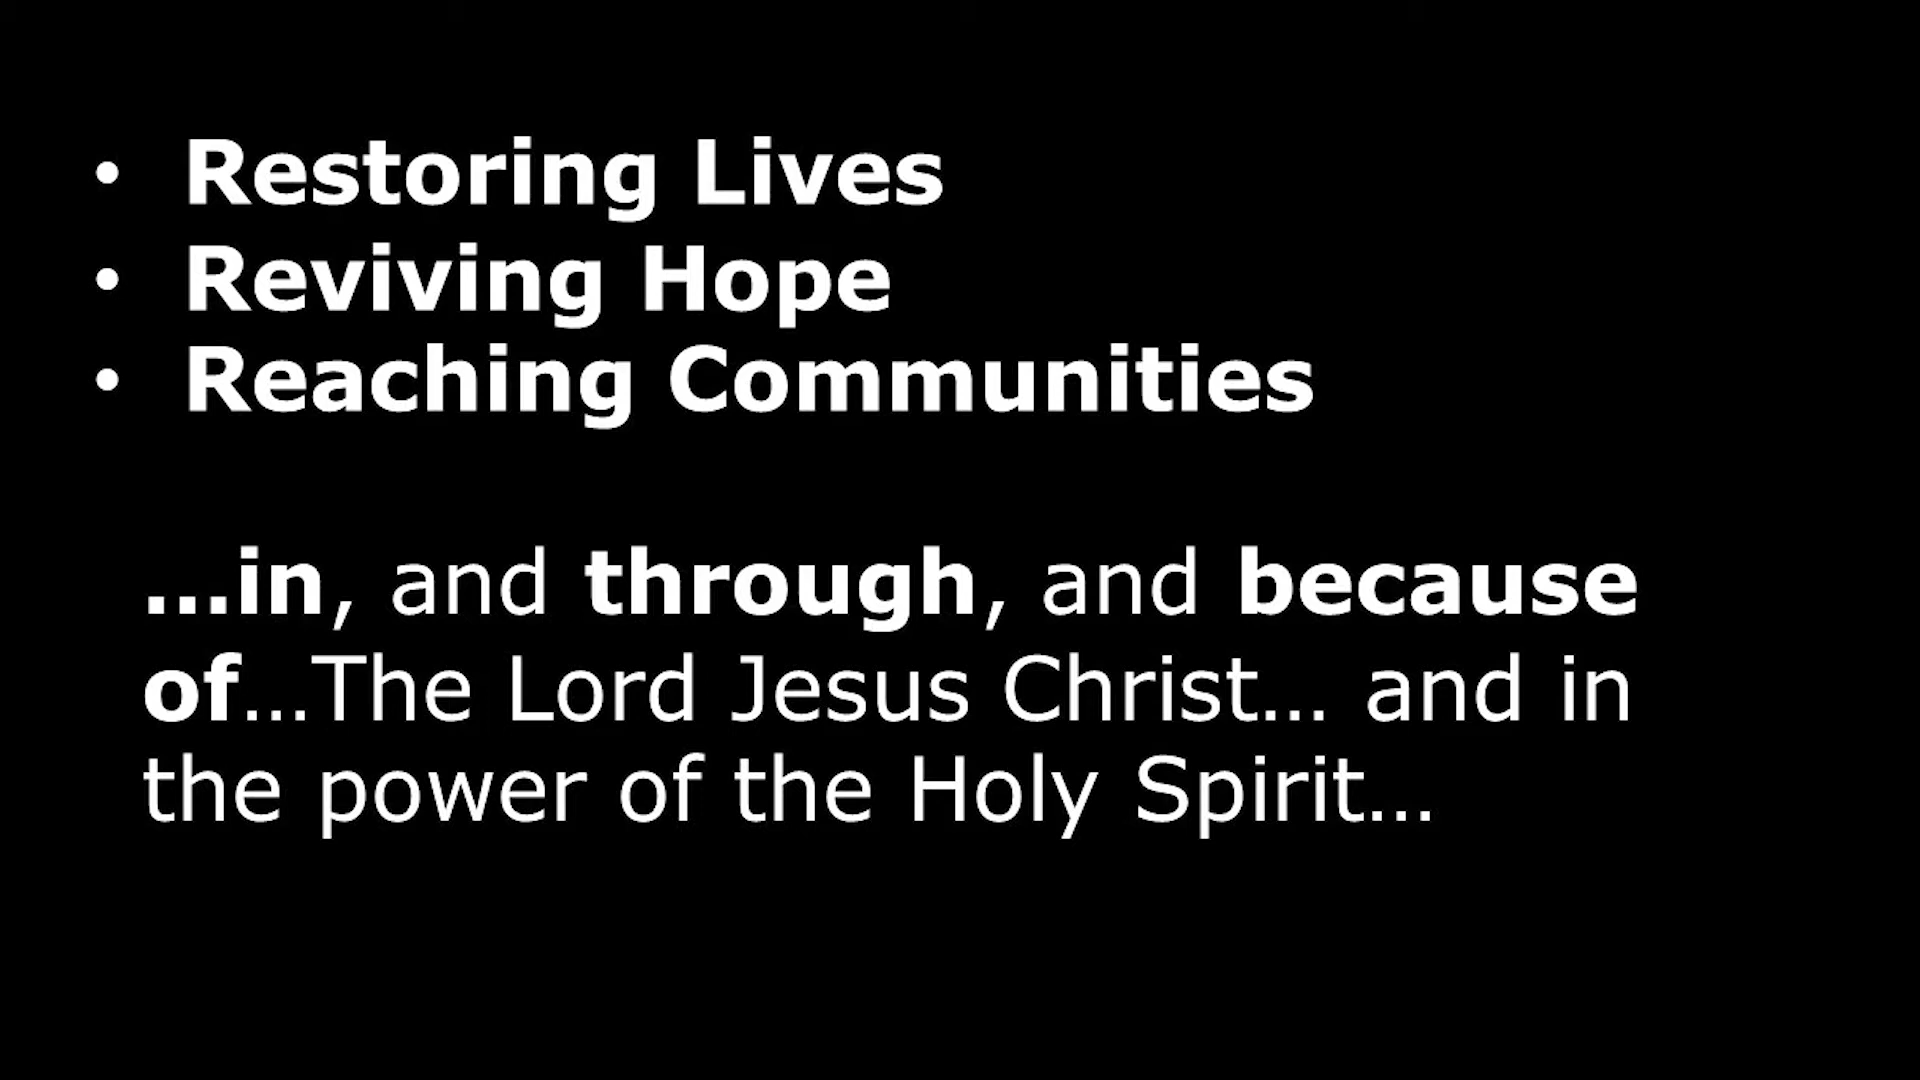 • Restoring Lives
• Reviving Hope
• Reaching Communities
…in, and through, and because
of…The Lord Jesus Christ… and in
the power of the Holy Spirit…